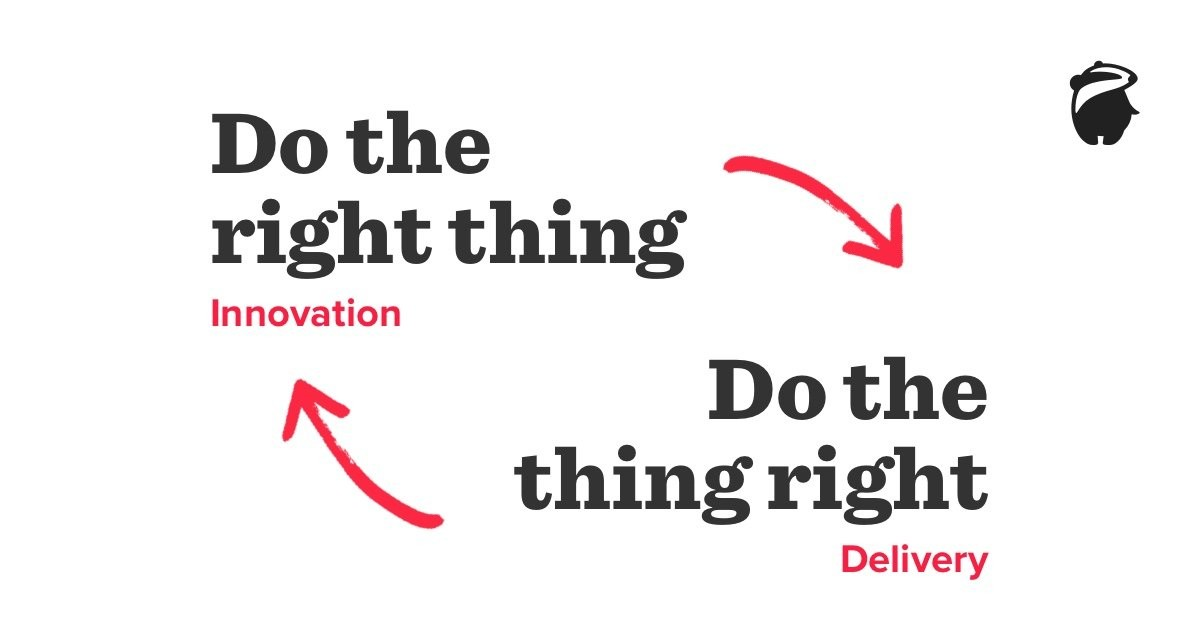 Do the
right thing
Innovation
Do the
thing right
Delivery